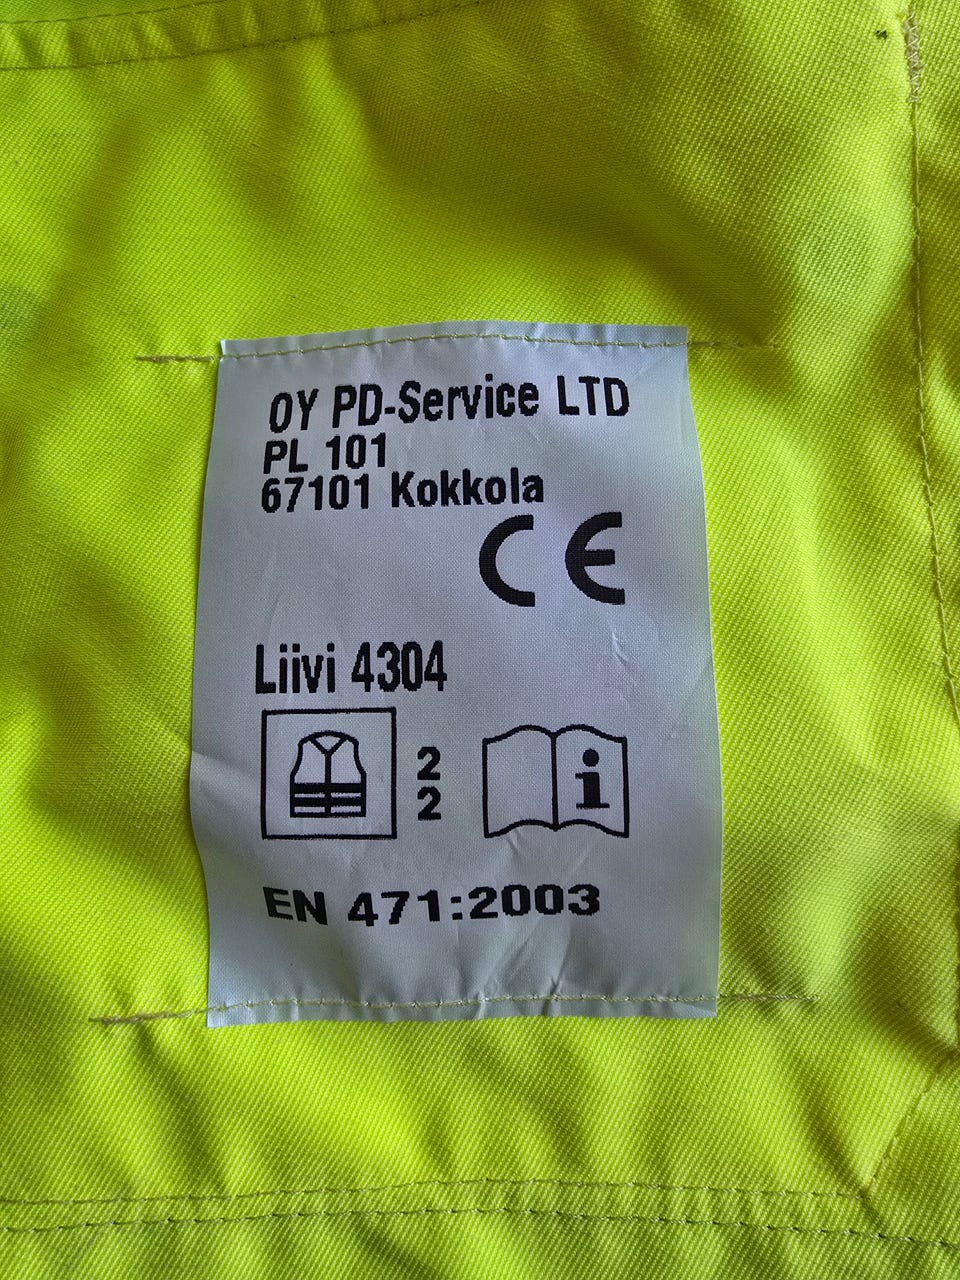 OY PD-Service LTD
PL 101
67101 Kokkola
CE
Liivi 4304
2
2
i
EN 471:2003